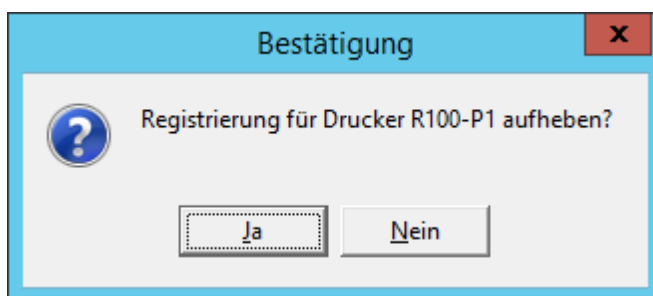 Bestätigung
x
Registrierung für Drucker R100-P1 aufheben?
?
Ja
Nein